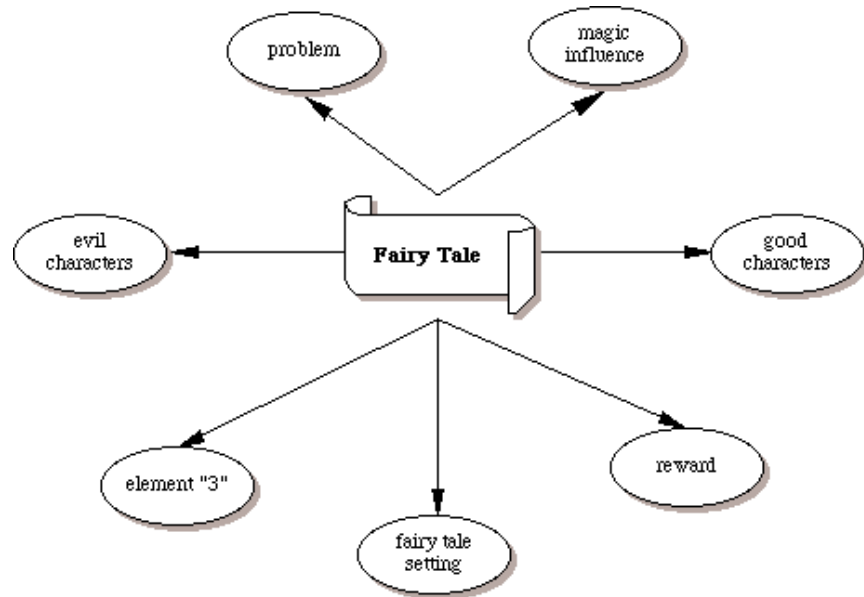 problem
magic
influence
evil
characters
Fairy Tale
good
characters
element "3"
reward
fairy tale
setting